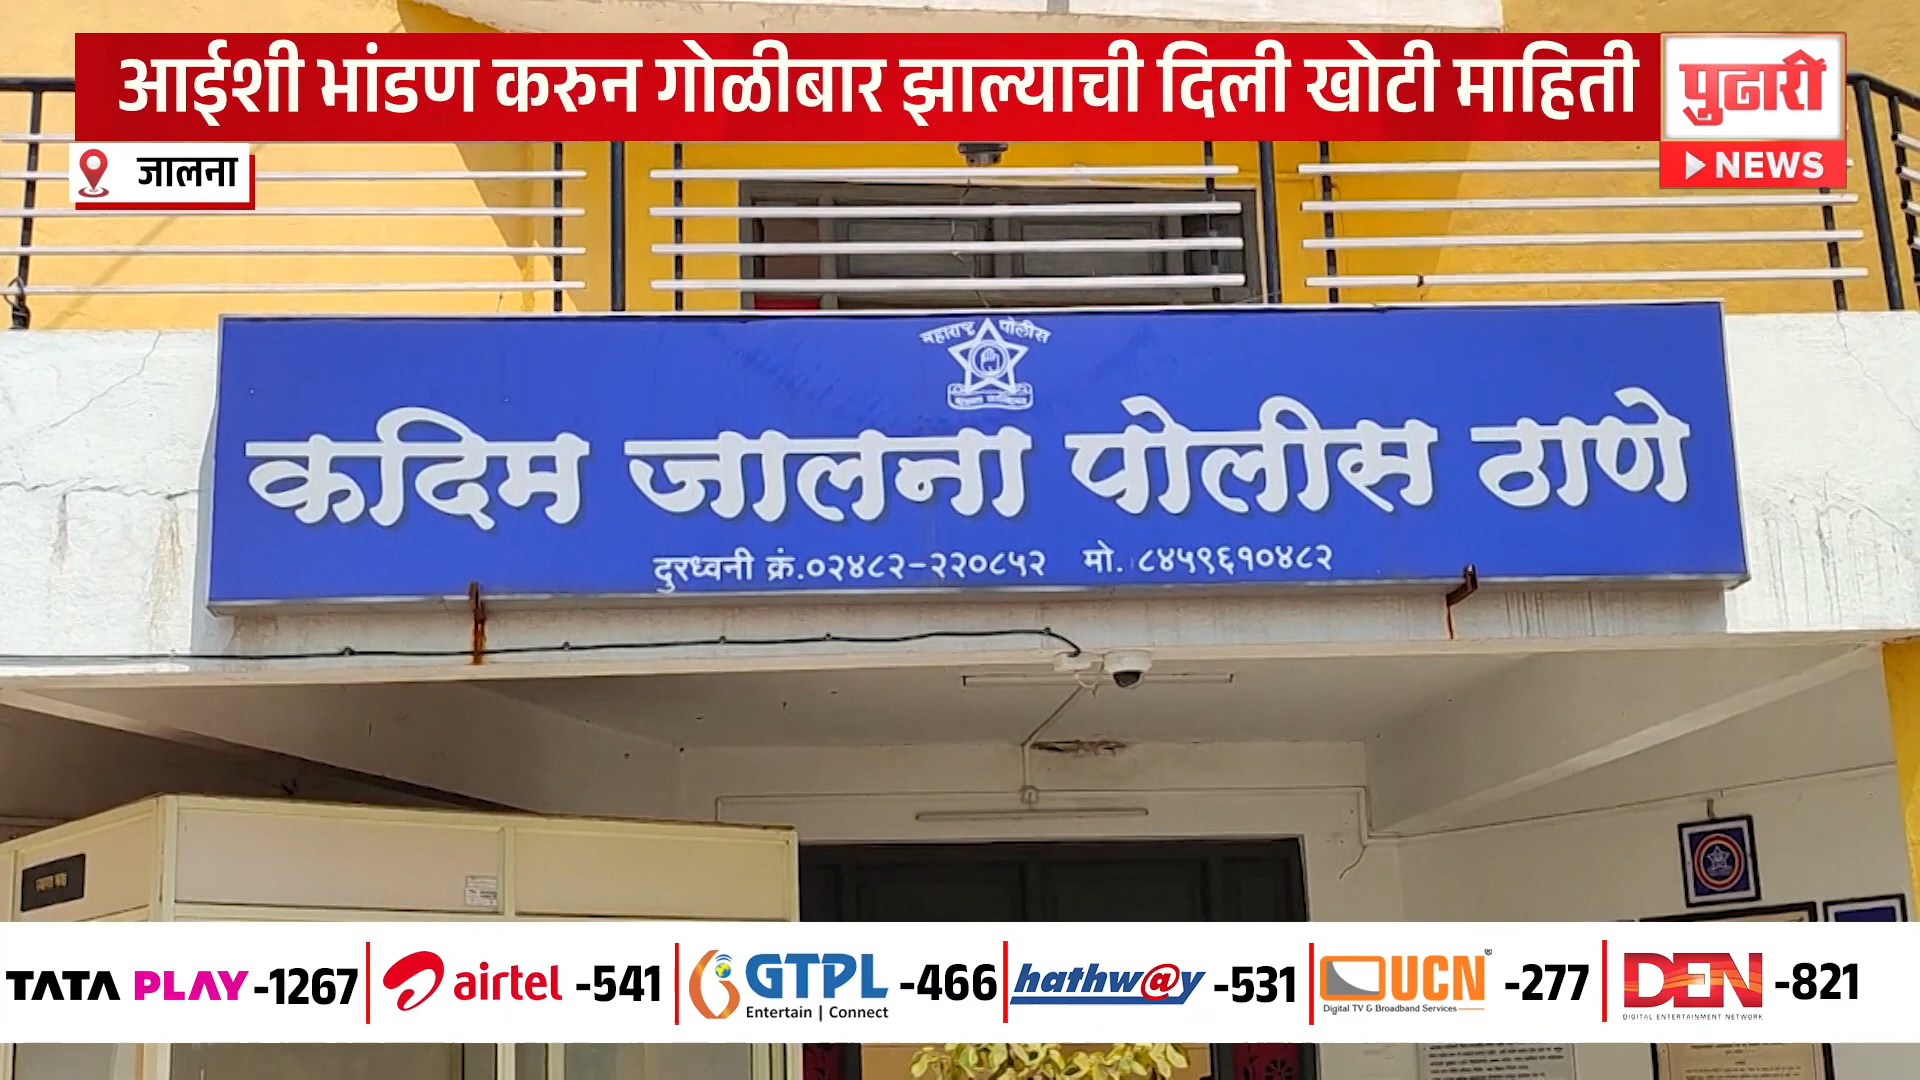 आईशी भांडण करुन गोळीबार झाल्याची दिली खोटी माहिती
पुढारी
NEWS
जालना
महाराष्ट्र पोलीस
कदिम जालना पोलीस ठाणे
दुरध्वनी क्रं.०२४८२-२२०८५२ मो. ८४५९६१०४८२
TATA PLAY -1267
airtel -541
GTPL -466
Entertain | Connect
hathw@y -531
UCN -277
Digital TV & Broadband Services
DEN -821
DIGITAL ENTERTAINMENT NETWORK